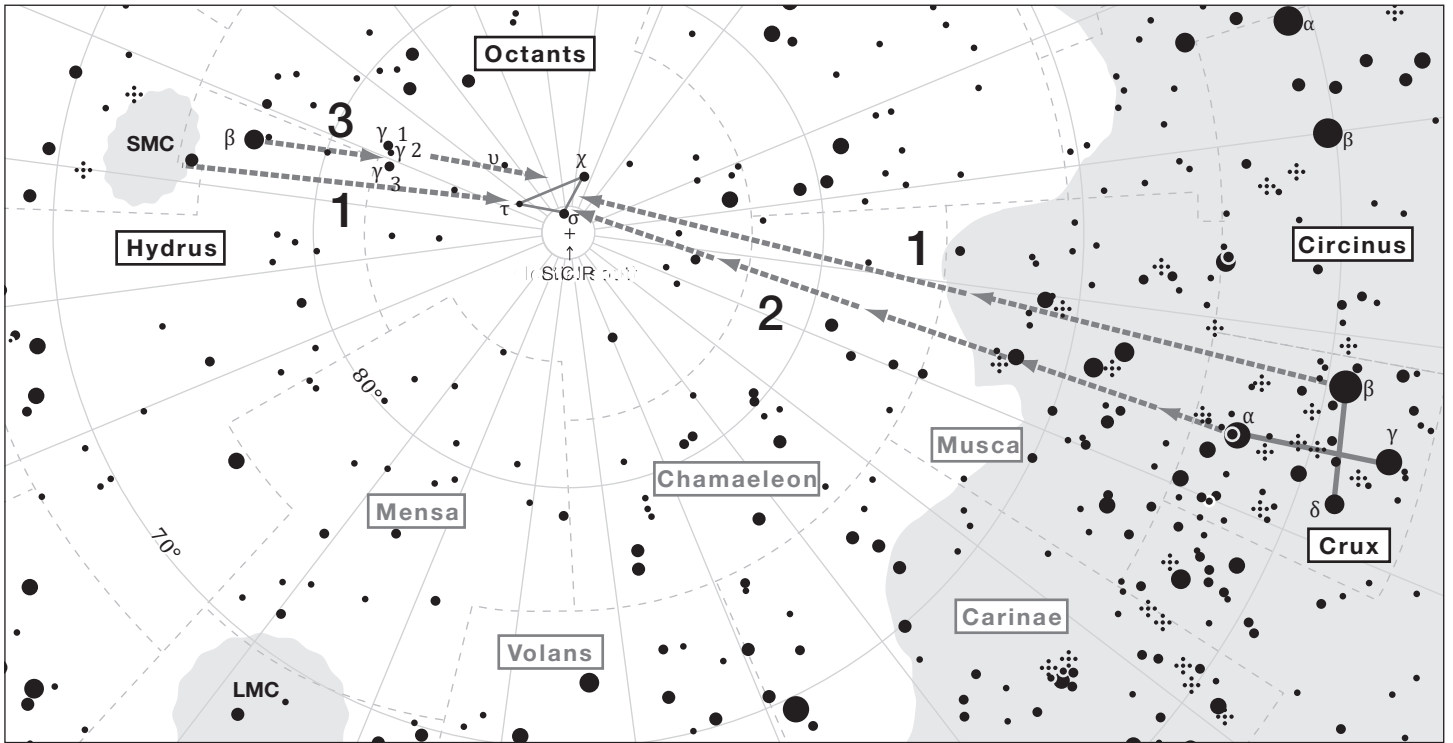 Octants
α
3
SMC
β
γ 1
γ 2
γ 3
υ
χ
τ
σ
1
β
Hydrus
1
Circinus
2
80°
β
α
γ
Musca
Chamaeleon
Mensa
δ
70°
Crux
Carinae
Volans
LMC